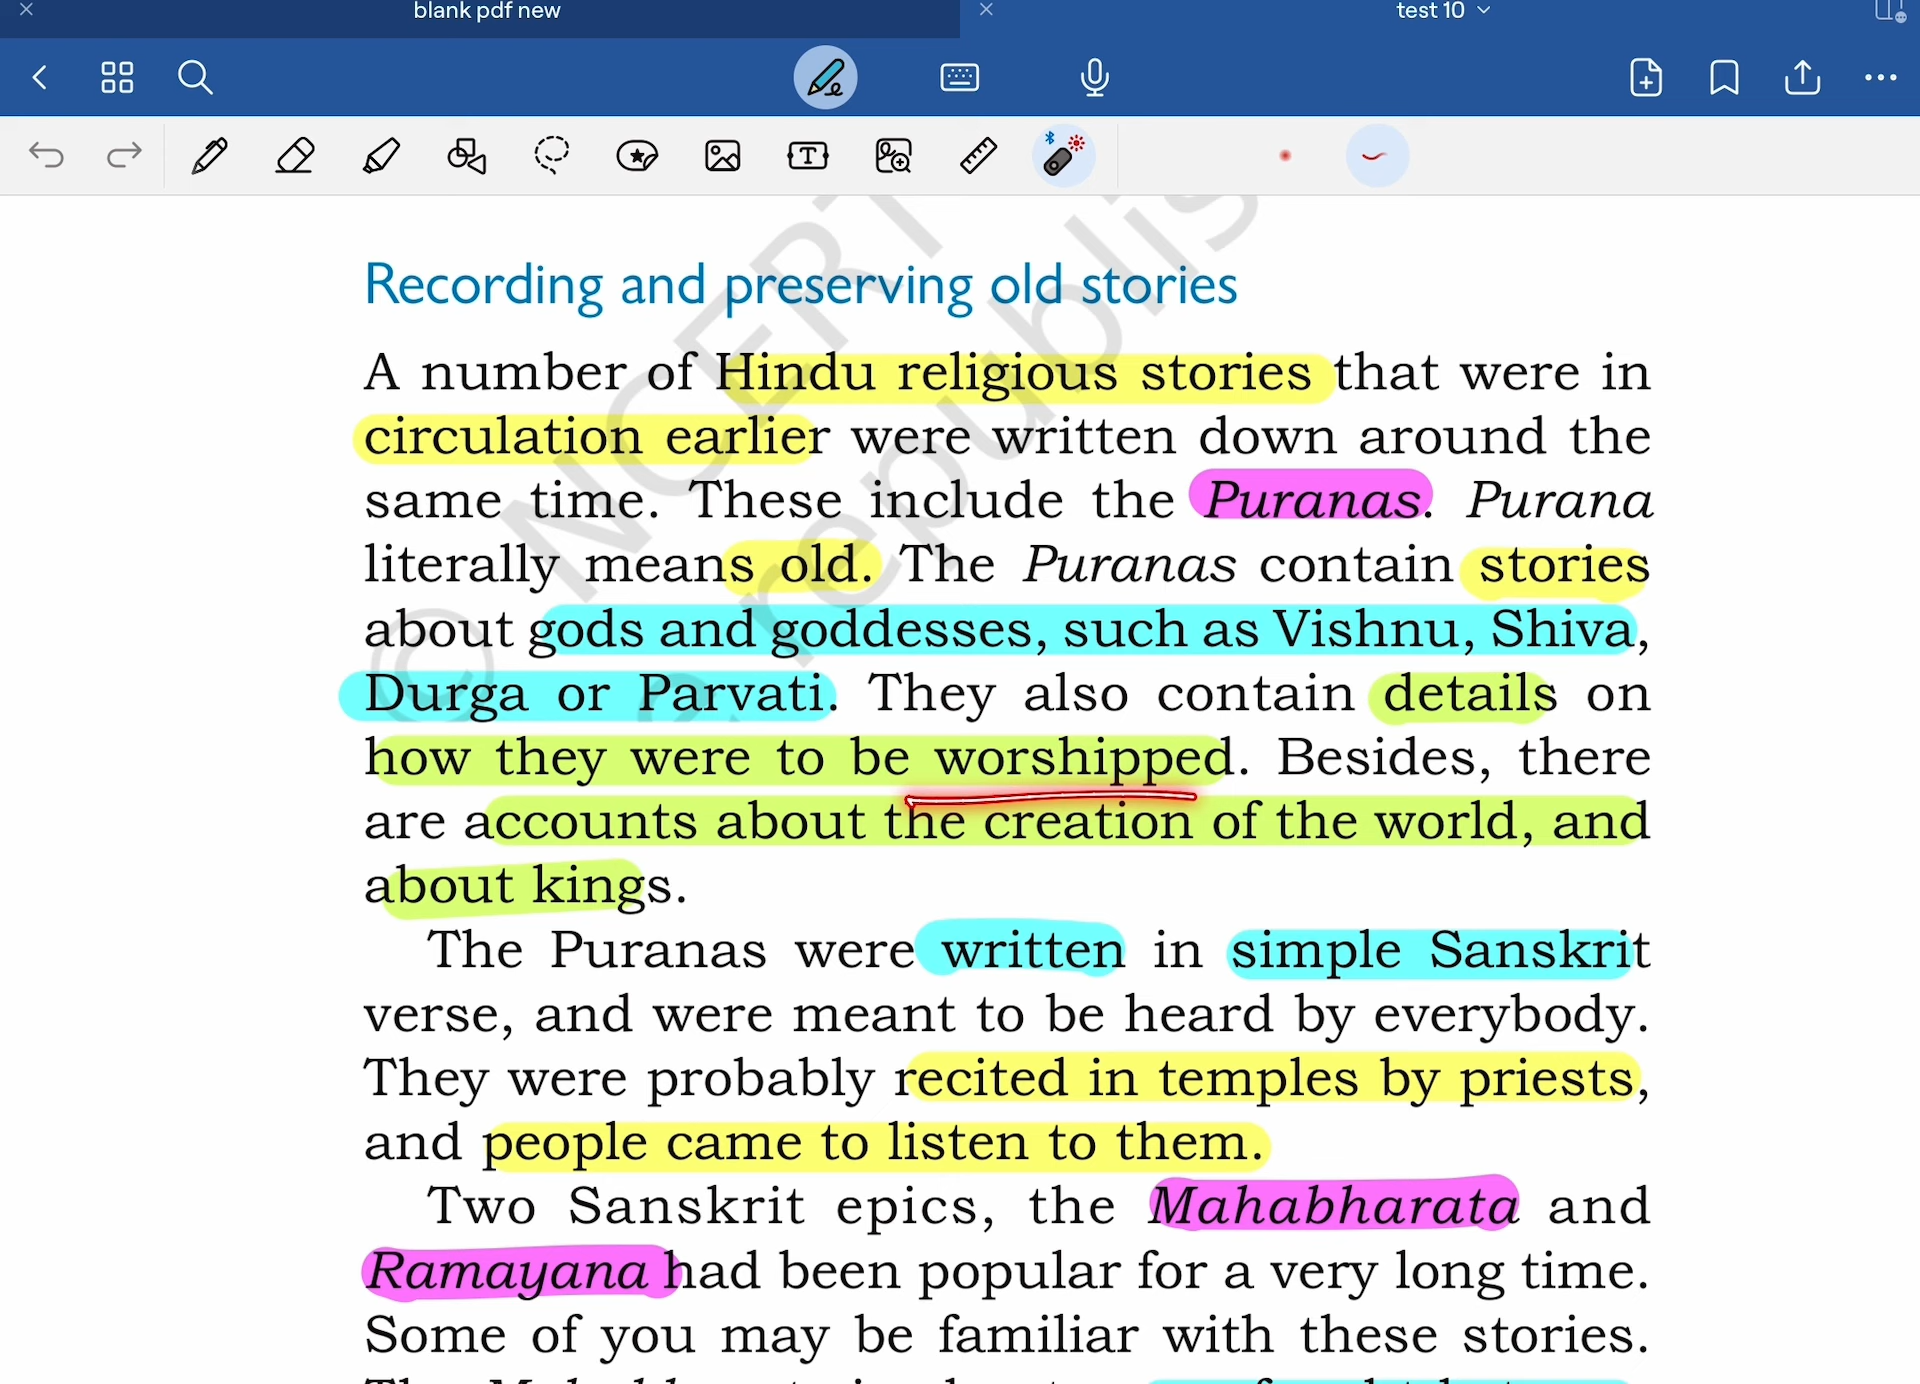 blank pdf new
test 10
Recording and preserving old stories
A number of Hindu religious stories that were in
circulation earlier were written down around the
same time. These include the Puranas. Purana
literally means old. The Puranas contain stories
about gods and goddesses, such as Vishnu, Shiva,
Durga or Parvati. They also contain details on
how they were to be worshipped. Besides, there
are accounts about the creation of the world, and
about kings.
The Puranas were written in simple Sanskrit
verse, and were meant to be heard by everybody.
They were probably recited in temples by priests,
and people came to listen to them.
Two Sanskrit epics, the Mahabharata and
Ramayana had been popular for a very long time.
Some of you may be familiar with these stories.
© NCERT
republis